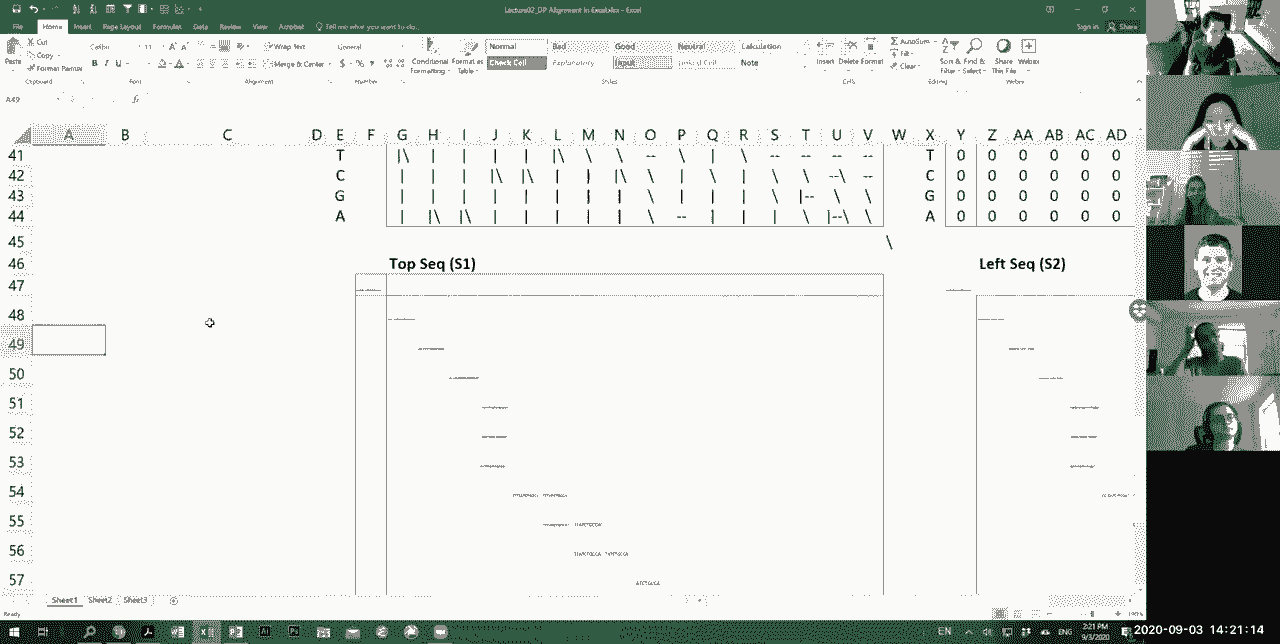 Lecture02_DP Alignment in Excel.xlsx - Excel
Sign in Share
File Home Insert Page Layout Formulas Data Review View Acrobat Tell me what you want to do...
Cut
Copy
Format Painter
Paste
Calibri 11
B I U
Wrap Text
Merge & Center
General
$ % ,
Conditional Formatting
Format as Table
Normal Bad Good Neutral Calculation
Check Cell Explanatory Input Linked Cell Note
Insert Delete Format
AutoSum
Fill
Clear
Sort & Filter
Find & Select
Share This File
Webex
Clipboard Font Alignment Number Styles Cells Editing Webex
A49 fx
A B C D E F G H I J K L M N O P Q R S T U V W X Y Z AA AB AC AD
41 T |\ | | | | |\ \ \ -- \ | \ -- -- -- -- T 0 0 0 0 0 0
42 C | | | |\ |\ | | |\ \ | \ | \ \ --\ -- C 0 0 0 0 0 0
43 G | | | | | | | | \ | | | \ |-- \ \ G 0 0 0 0 0 0
44 A | |\ |\ | | | | | \ -- | | | \ |--\ \ A 0 0 0 0 0 0
45 \
46 Top Seq (S1) Left Seq (S2)
47
48
49
50
51
52
53
54
55
56
57
Sheet1 Sheet2 Sheet3
Ready
190%
EN ENG
2:21 PM
9/3/2020
2020-09-03 14:21:14